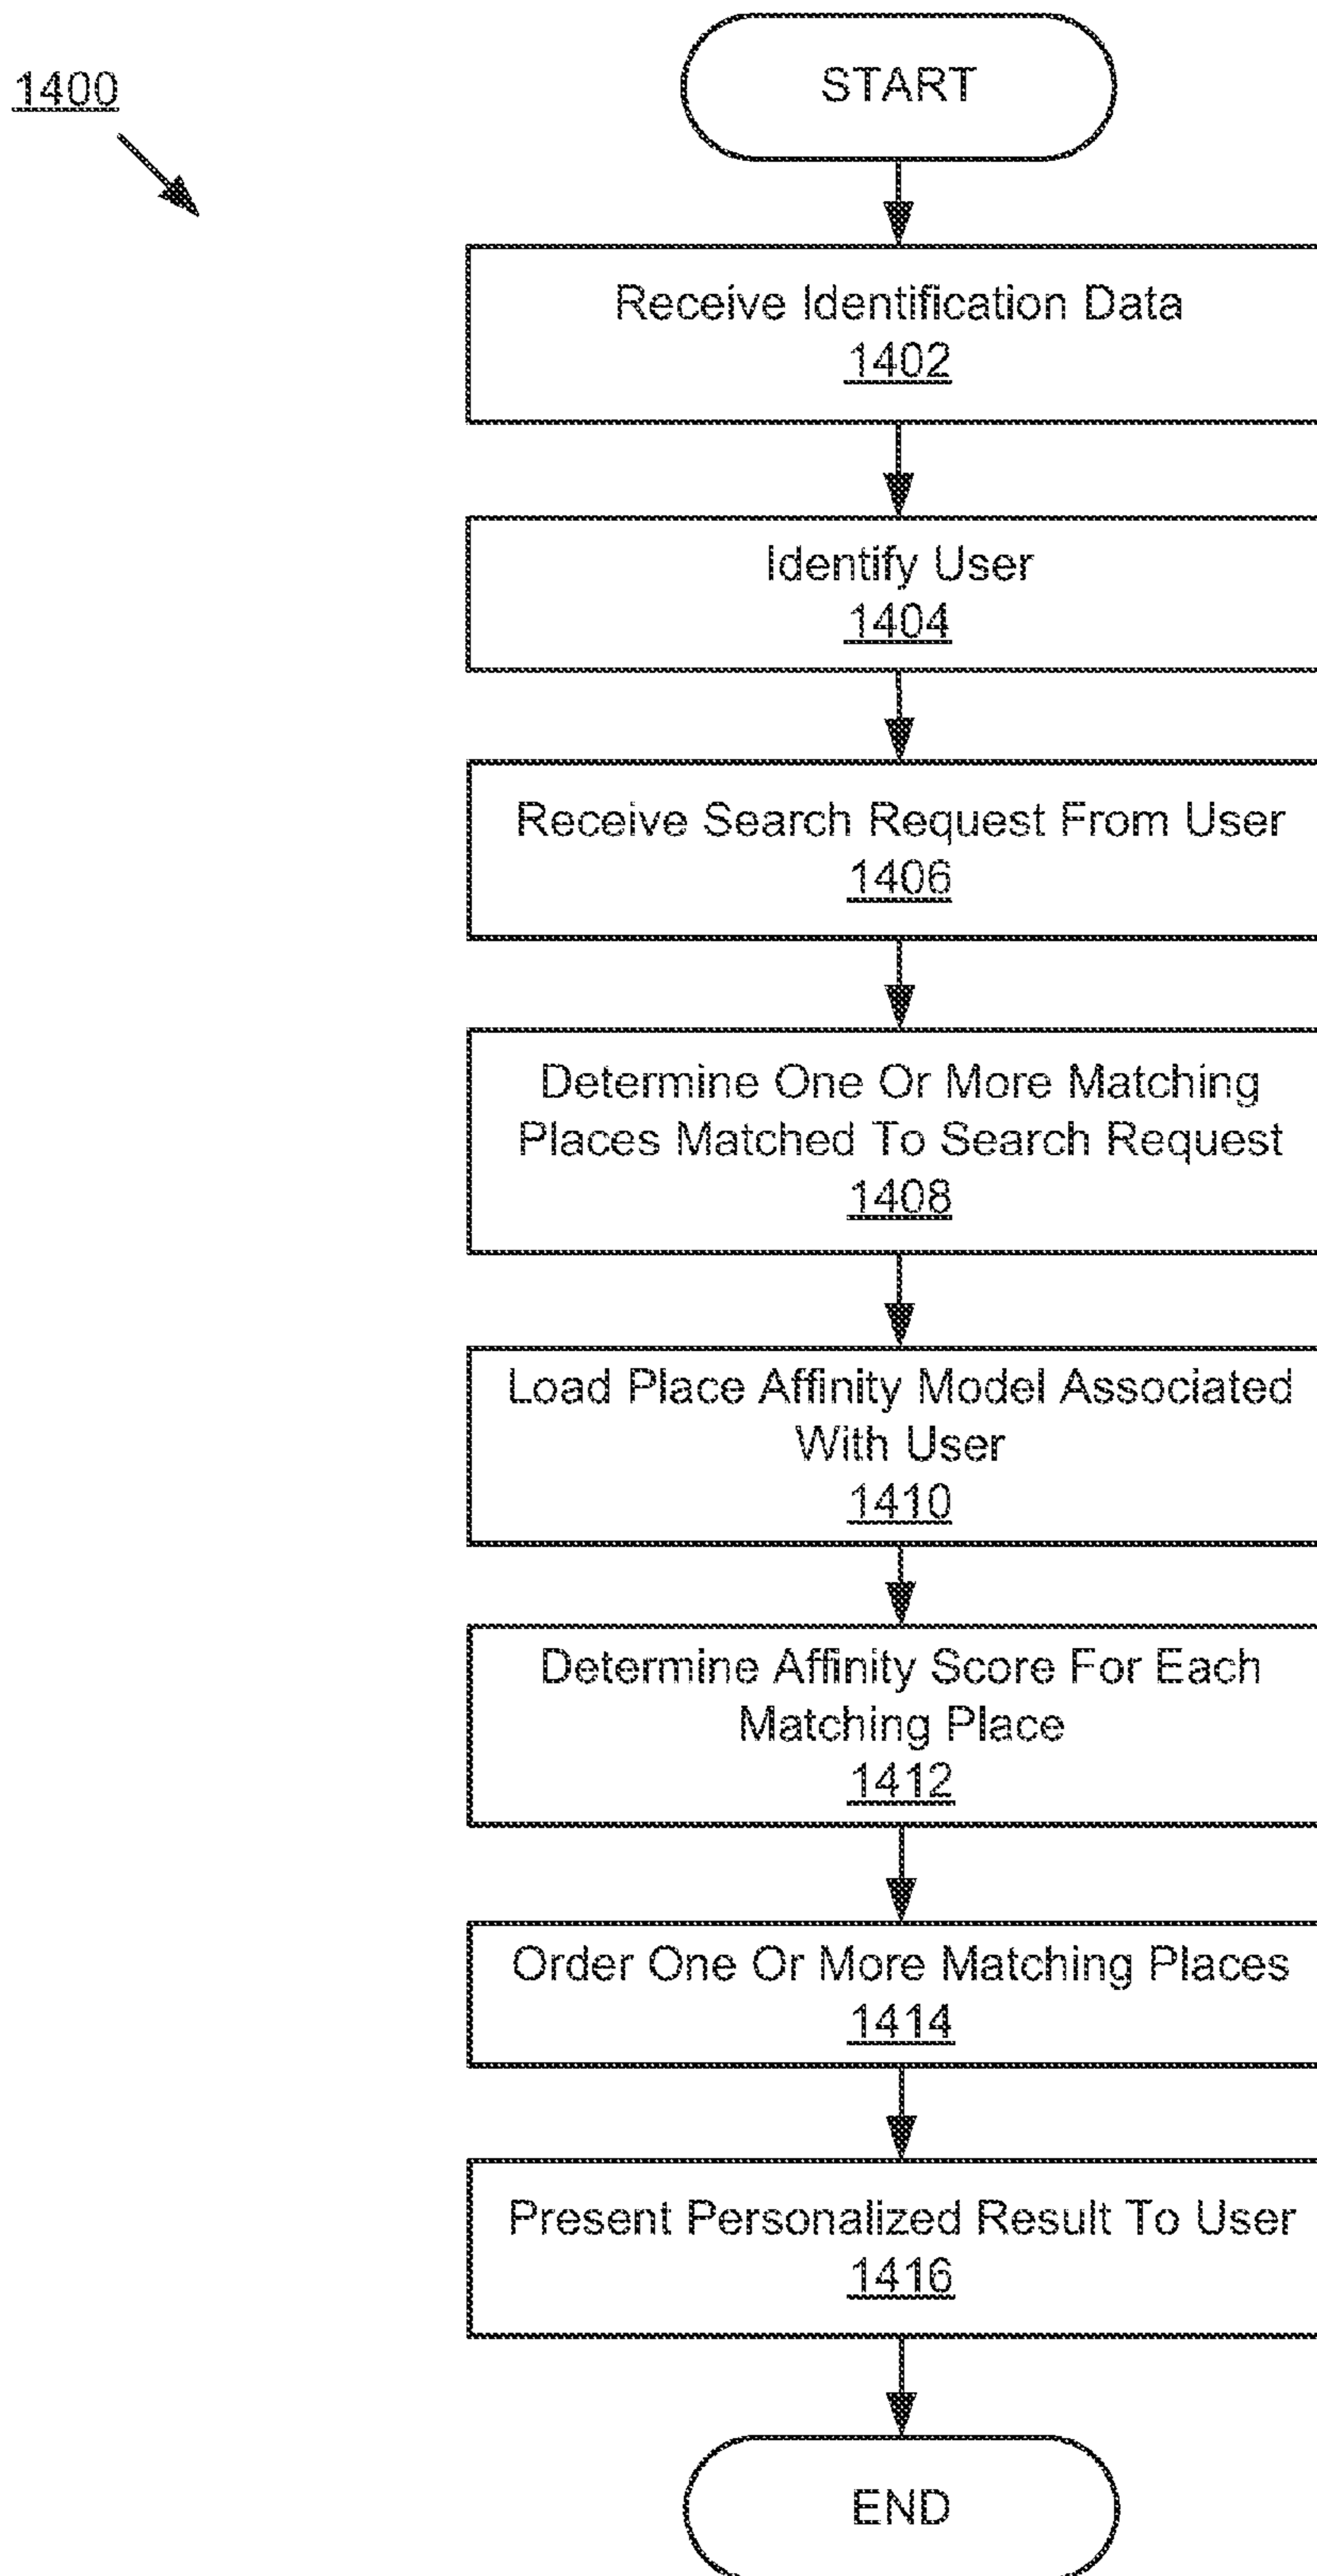 1400
START
Receive Identification Data
1402
Identify User
1404
Receive Search Request From User
1406
Determine One Or More Matching
Places Matched To Search Request
1408
Load Place Affinity Model Associated
With User
1410
Determine Affinity Score For Each
Matching Place
1412
Order One Or More Matching Places
1414
Present Personalized Result To User
1416
END